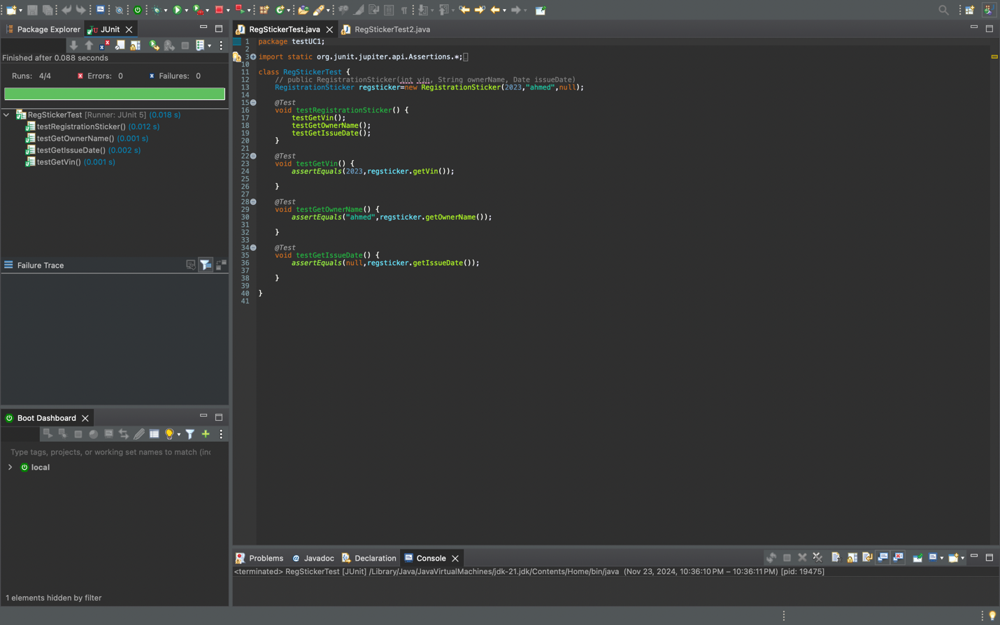 Package Explorer
JUnit
Finished after 0.088 seconds
Runs: 4/4
Errors: 0
Failures: 0
RegStickerTest [Runner: JUnit 5] (0.018 s)
testRegistrationSticker() (0.012 s)
testGetOwnerName() (0.001 s)
testGetIssueDate() (0.002 s)
testGetVin() (0.001 s)
Failure Trace
Boot Dashboard
Type tags, projects, or working set names to match (inc
local
1 elements hidden by filter
RegStickerTest.java
RegStickerTest2.java
1 package testUC1;
2
3 import static org.junit.jupiter.api.Assertions.*;
10
11 class RegStickerTest {
12 // public RegistrationSticker(int vin, String ownerName, Date issueDate)
13 RegistrationSticker regsticker=new RegistrationSticker(2023,"ahmed",null);
14
15 @Test
16 void testRegistrationSticker() {
17 testGetVin();
18 testGetOwnerName();
19 testGetIssueDate();
20 }
21
22 @Test
23 void testGetVin() {
24 assertEquals(2023,regsticker.getVin());
25
26 }
27
28 @Test
29 void testGetOwnerName() {
30 assertEquals("ahmed",regsticker.getOwnerName());
31
32 }
33
34 @Test
35 void testGetIssueDate() {
36 assertEquals(null,regsticker.getIssueDate());
37
38 }
39
40 }
41
Problems
Javadoc
Declaration
Console
<terminated> RegStickerTest [JUnit] /Library/Java/JavaVirtualMachines/jdk-21.jdk/Contents/Home/bin/java (Nov 23, 2024, 10:36:10 PM – 10:36:11 PM) [pid: 19475]